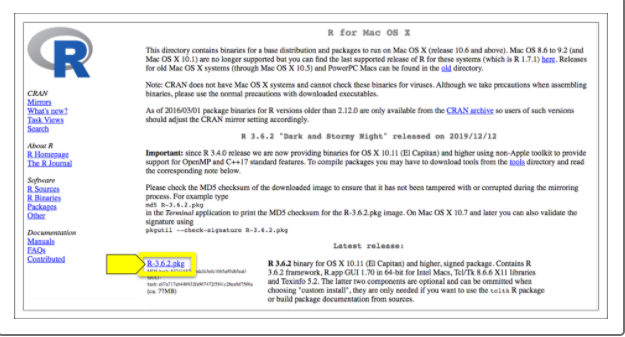 R for Mac OS X
This directory contains binaries for a base distribution and packages to run on Mac OS X (release 10.6 and above). Mac OS 8.6 to 9.2 (and
Mac OS X 10.1) are no longer supported but you can find the last supported release of R for these systems (which is R 1.7.1) here. Releases
for old Mac OS X systems (through Mac OS X 10.5) and PowerPC Macs can be found in the old directory.
Note: CRAN does not have Mac OS X systems and cannot check these binaries for viruses. Although we take precautions when assembling
binaries, please use the normal precautions with downloaded executables.
As of 2016/03/01 package binaries for R versions older than 2.12.0 are only available from the CRAN archive so users of such versions
should adjust the CRAN mirror setting accordingly.
R 3.6.2 "Dark and Stormy Night" released on 2019/12/12
Important: since R 3.4.0 release we are now providing binaries for OS X 10.11 (El Capitan) and higher using non-Apple toolkit to provide
support for OpenMP and C++17 standard features. To compile packages you may have to download tools from the tools directory and read
the corresponding note below.
Please check the MD5 checksum of the downloaded image to ensure that it has not been tampered with or corrupted during the mirroring
process. For example type
md5 R-3.6.2.pkg
in the Terminal application to print the MD5 checksum for the R-3.6.2.pkg image. On Mac OS X 10.7 and later you can also validate the
signature using
pkgutil --check-signature R-3.6.2.pkg
Latest release:
R-3.6.2.pkg
(ca. 77MB)
R 3.6.2 binary for OS X 10.11 (El Capitan) and higher, signed package. Contains R
3.6.2 framework, R.app GUI 1.70 in 64-bit for Intel Macs, Tcl/Tk 8.6.6 X11 libraries
and Texinfo 5.2. The latter two components are optional and can be ommitted when
choosing "custom install", they are only needed if you want to use the tcltk R package
or build package documentation from sources.
R
CRAN
Mirrors
What's new?
Task Views
Search
About R
R Homepage
The R Journal
Software
R Sources
R Binaries
Packages
Other
Documentation
Manuals
FAQs
Contributed